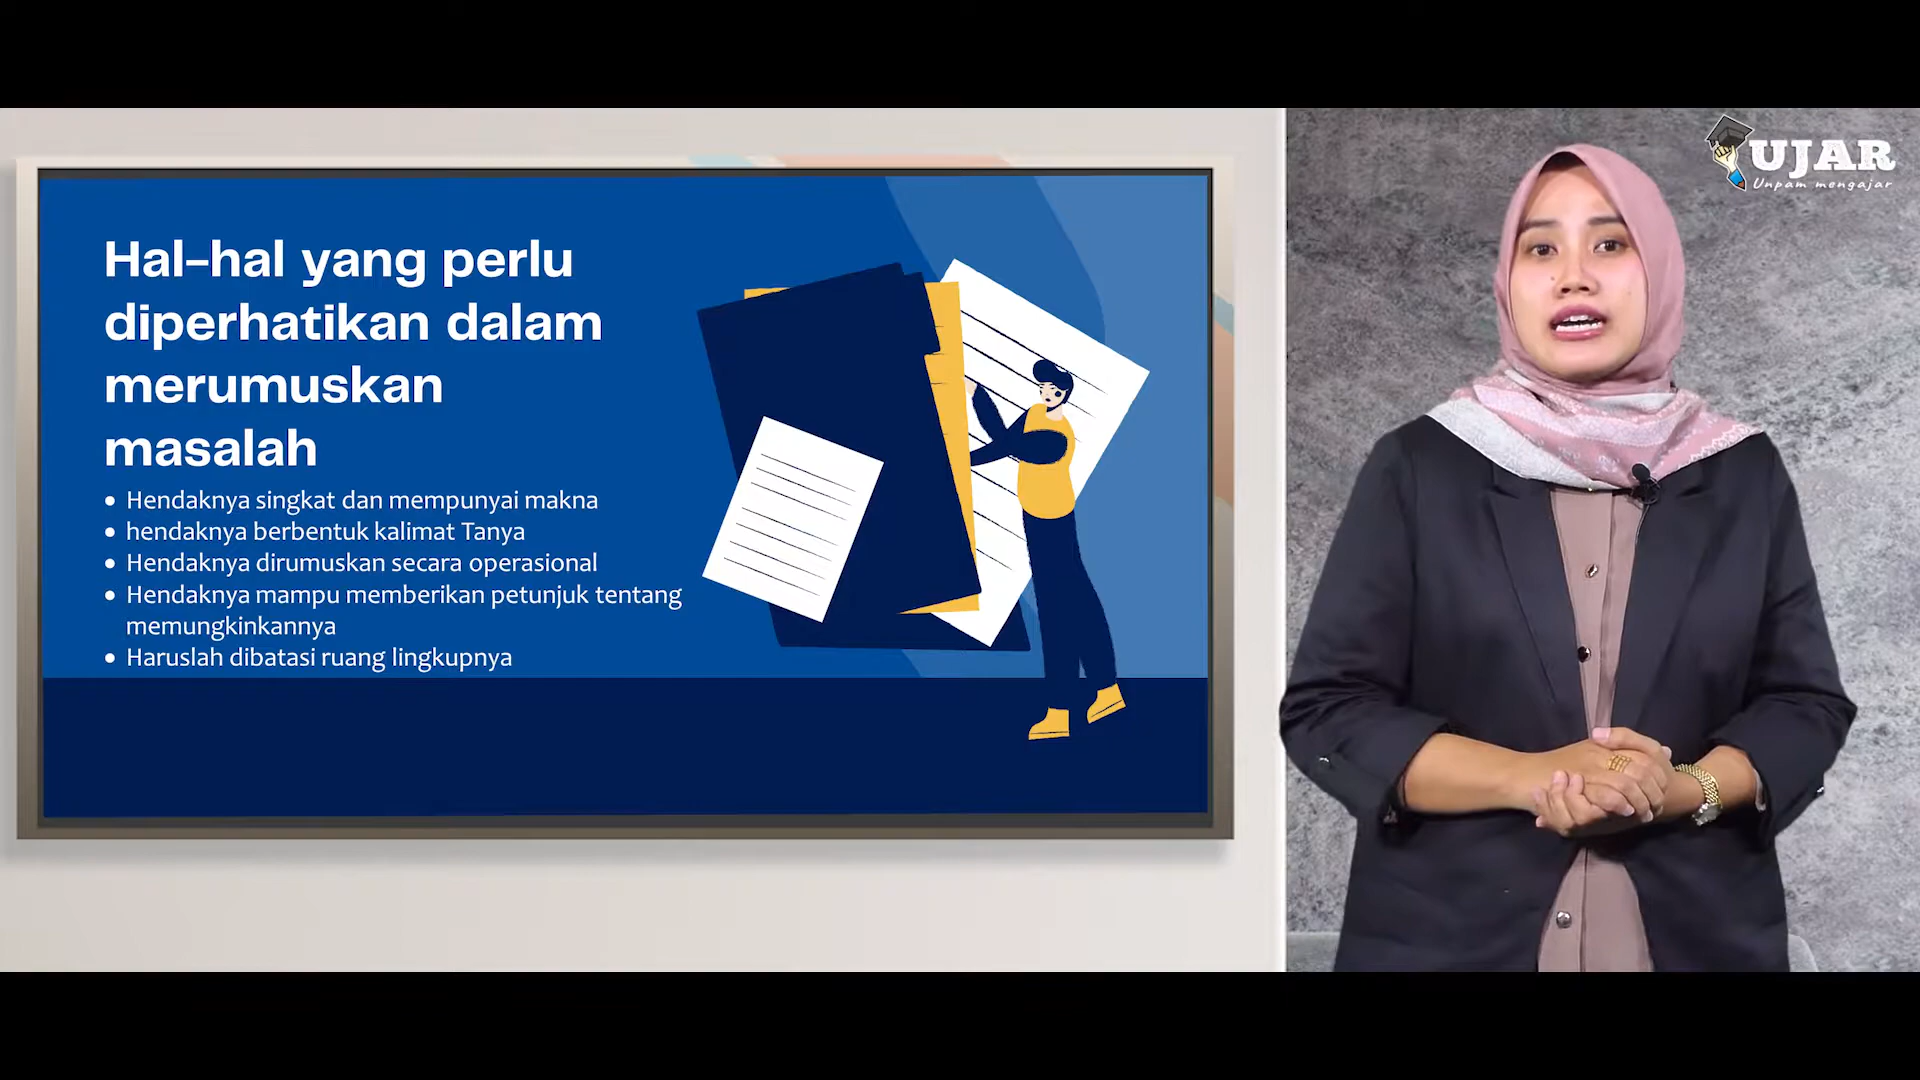 Hal-hal yang perlu
diperhatikan dalam
merumuskan
masalah
• Hendaknya singkat dan mempunyai makna
• hendaknya berbentuk kalimat Tanya
• Hendaknya dirumuskan secara operasional
• Hendaknya mampu memberikan petunjuk tentang
memungkinkannya
• Haruslah dibatasi ruang lingkupnya
UJAR
Unpam mengajar